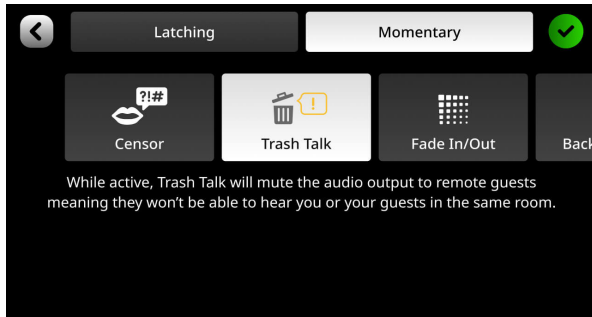 Latching
Momentary
?!#
!
Censor
Trash Talk
Fade In/Out
Back
While active, Trash Talk will mute the audio output to remote guests
meaning they won't be able to hear you or your guests in the same room.